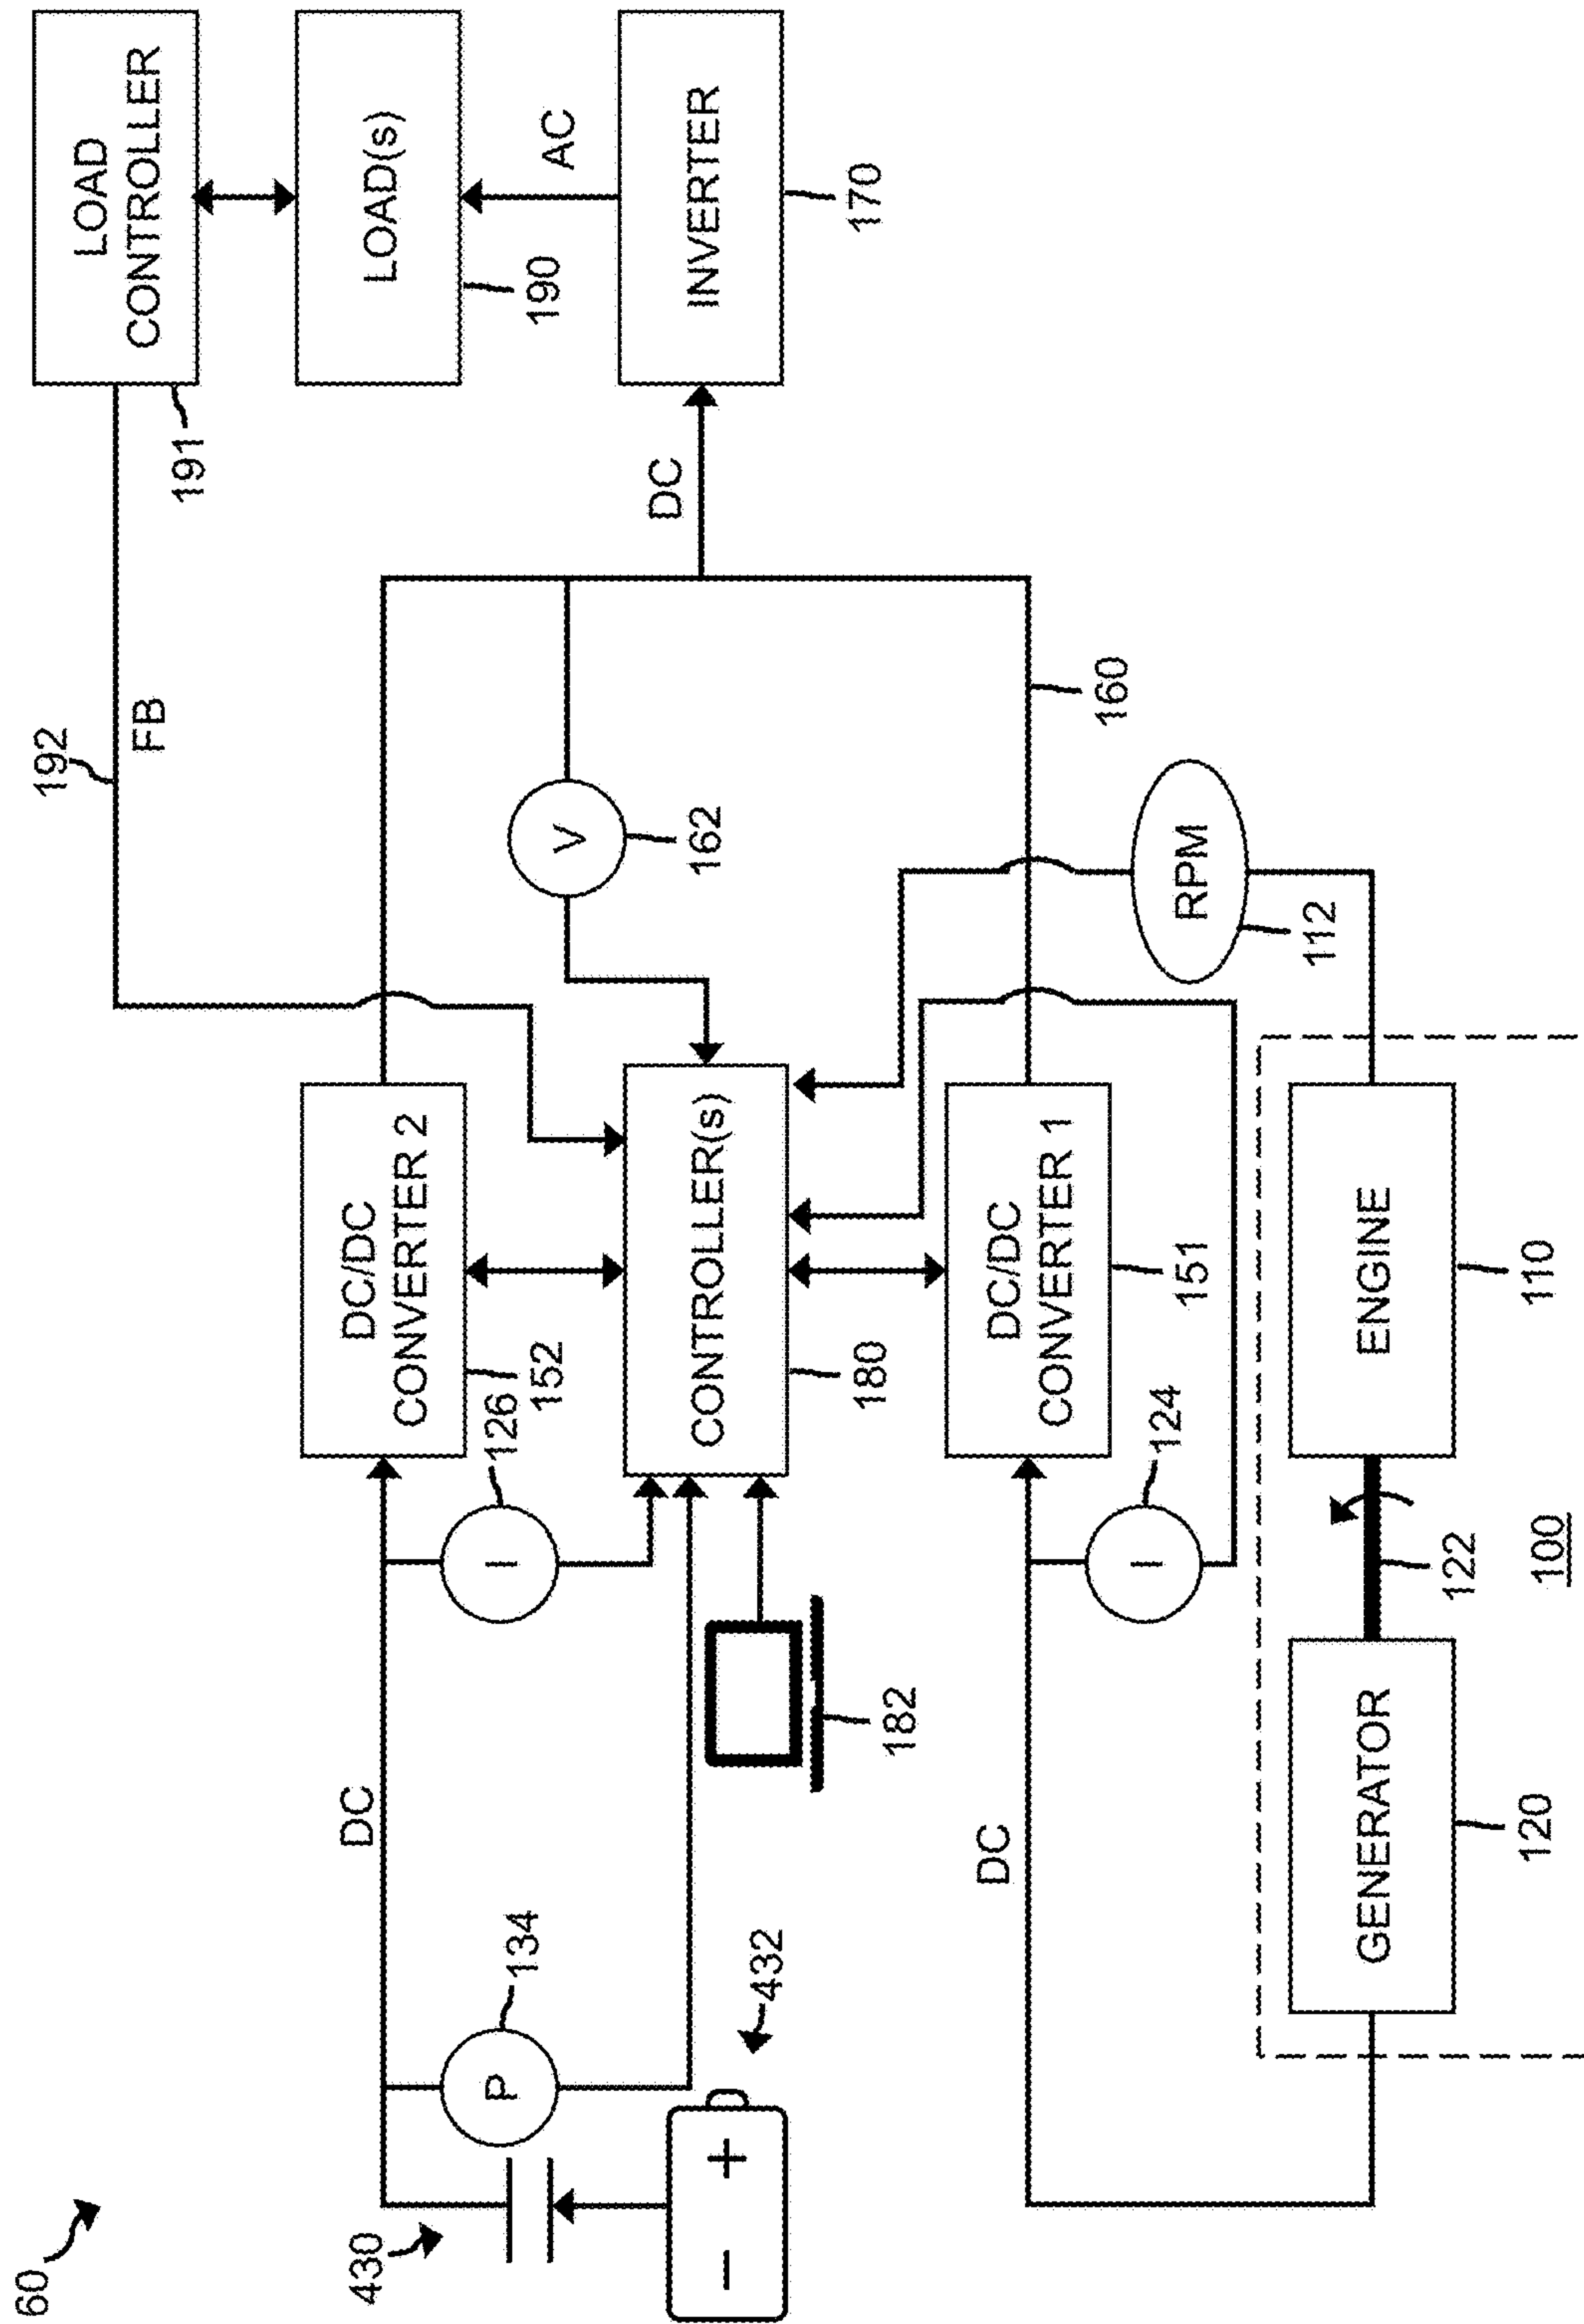 60
430
DC
P
134
I
126
DC/DC
CONVERTER 2
152
192
FB
191
LOAD
CONTROLLER
LOAD(s)
190
AC
INVERTER
170
DC
V
162
CONTROLLER(s)
180
−
+
432
182
DC
I
124
DC/DC
CONVERTER 1
151
160
RPM
112
GENERATOR
120
122
ENGINE
110
100